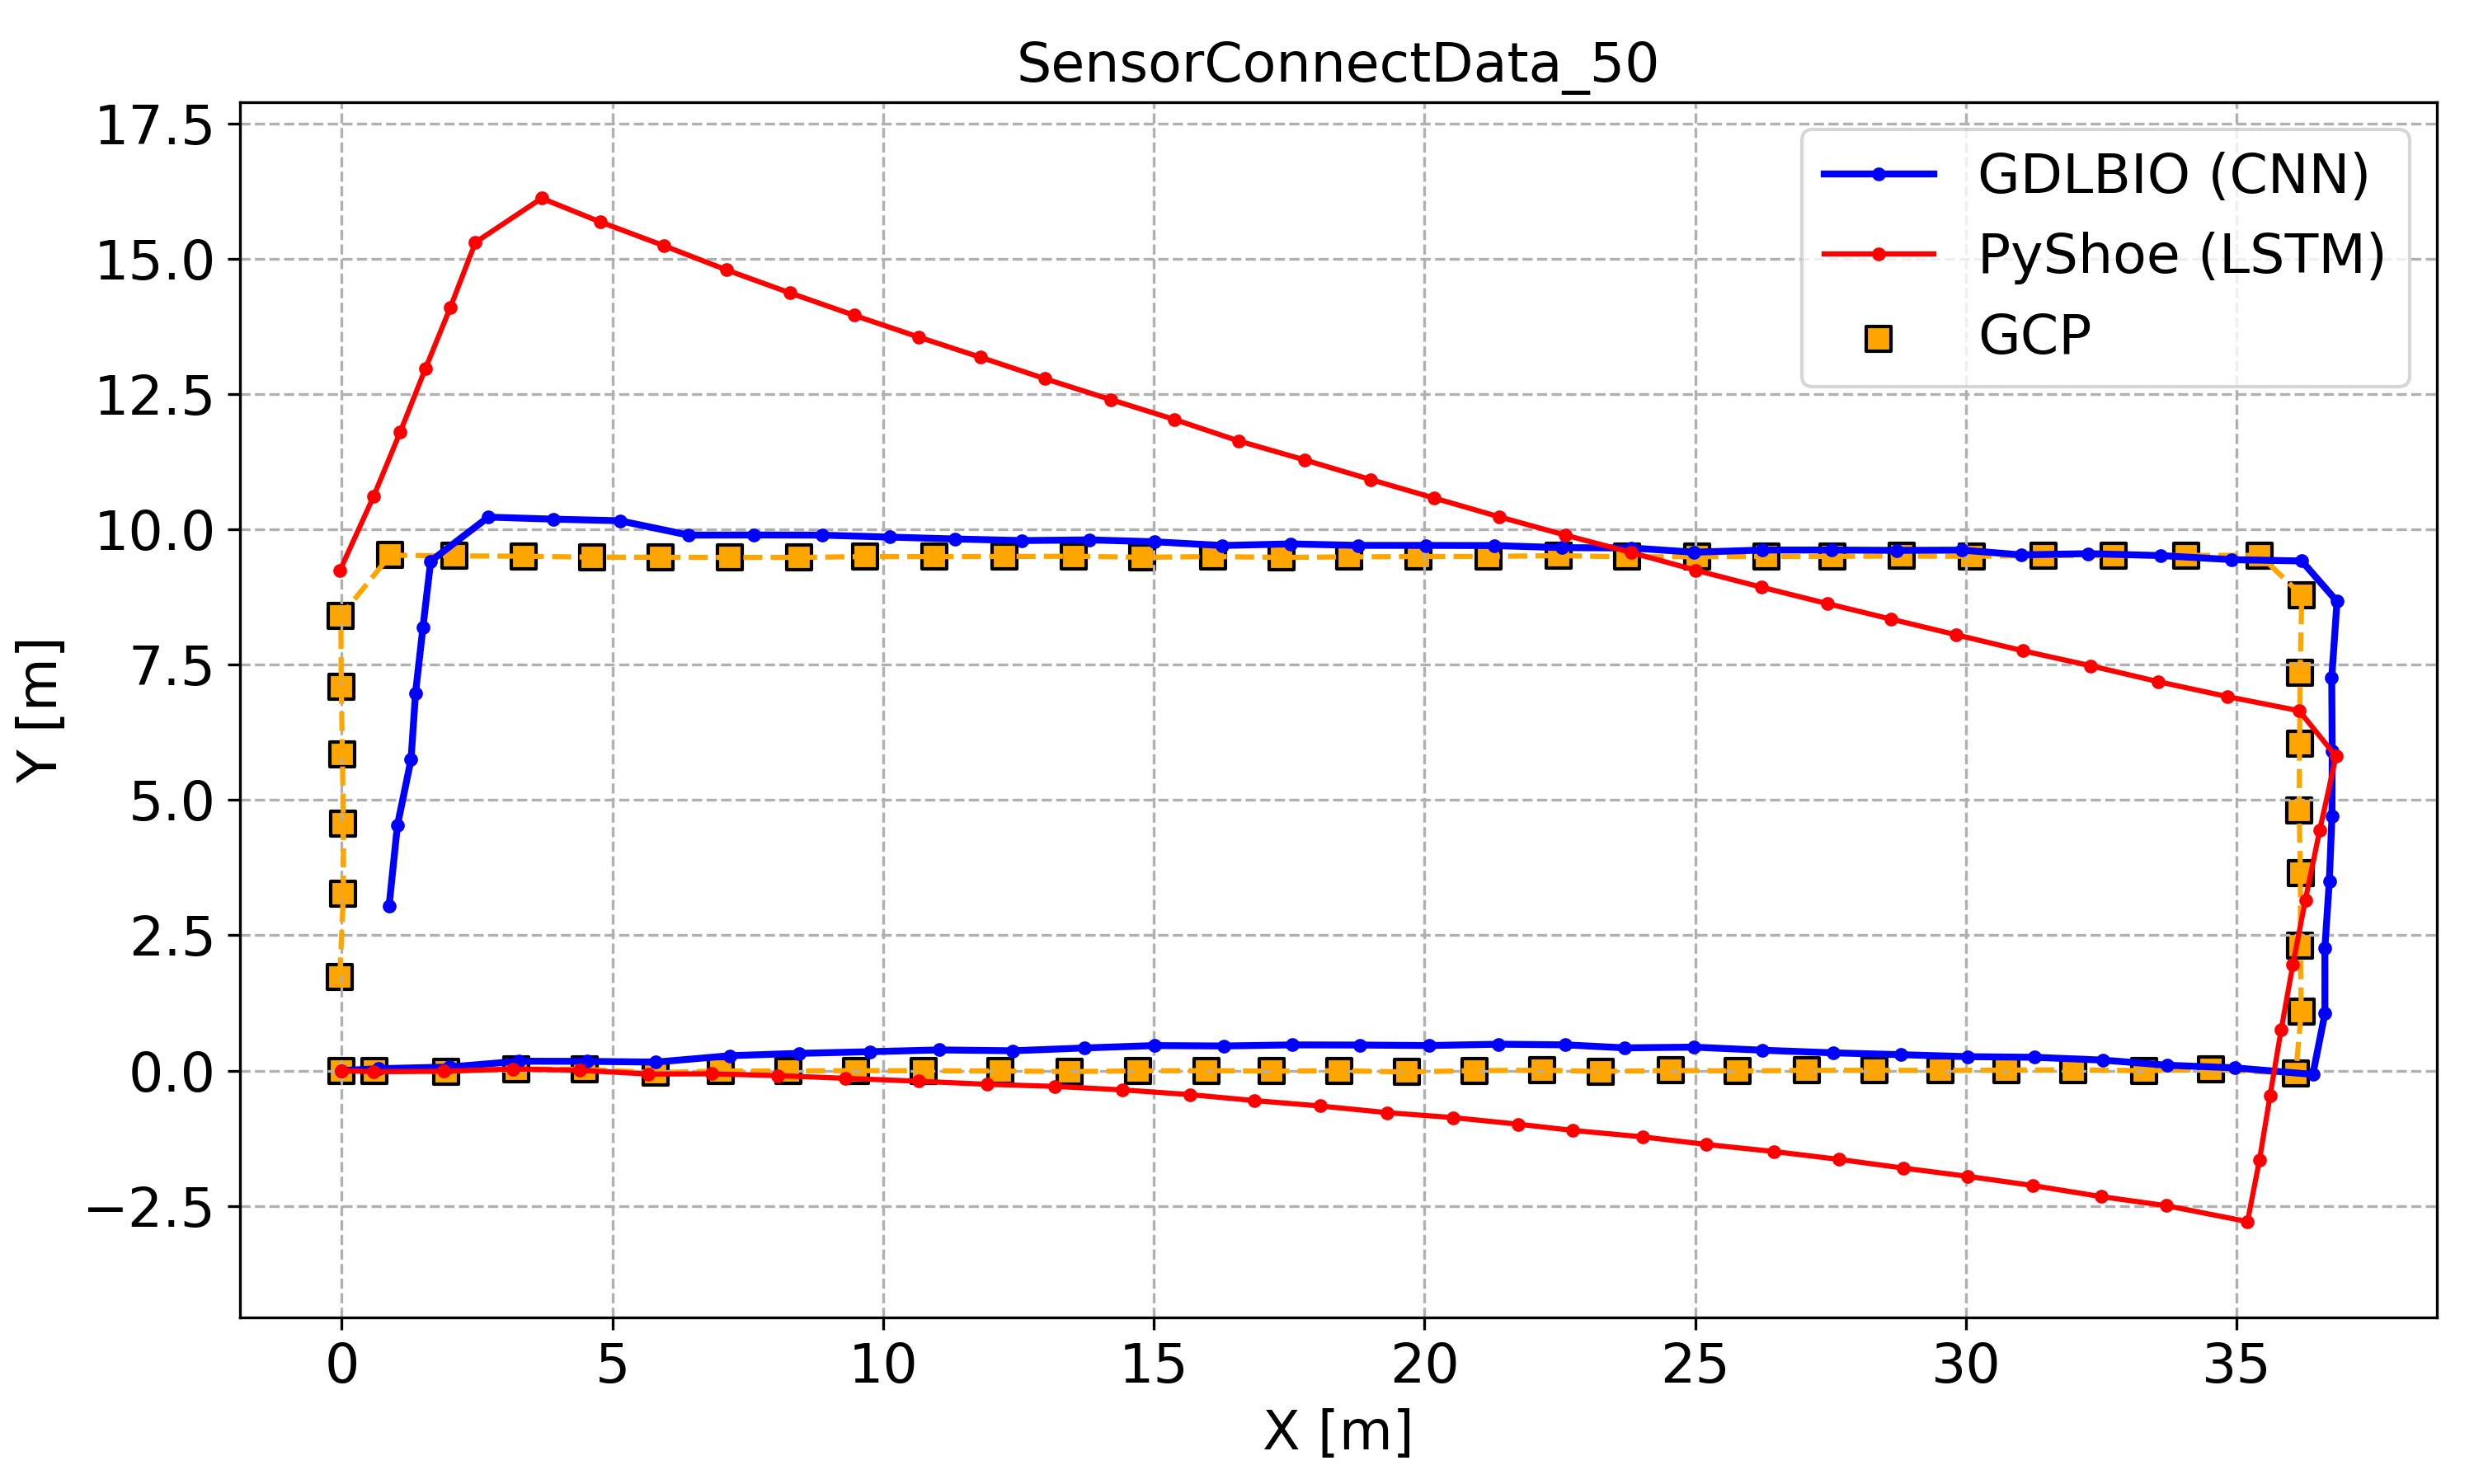 SensorConnectData_50
GDLBIO (CNN)
PyShoe (LSTM)
GCP
17.5
15.0
12.5
10.0
7.5
5.0
2.5
0.0
−2.5
Y [m]
0 5 10 15 20 25 30 35
X [m]